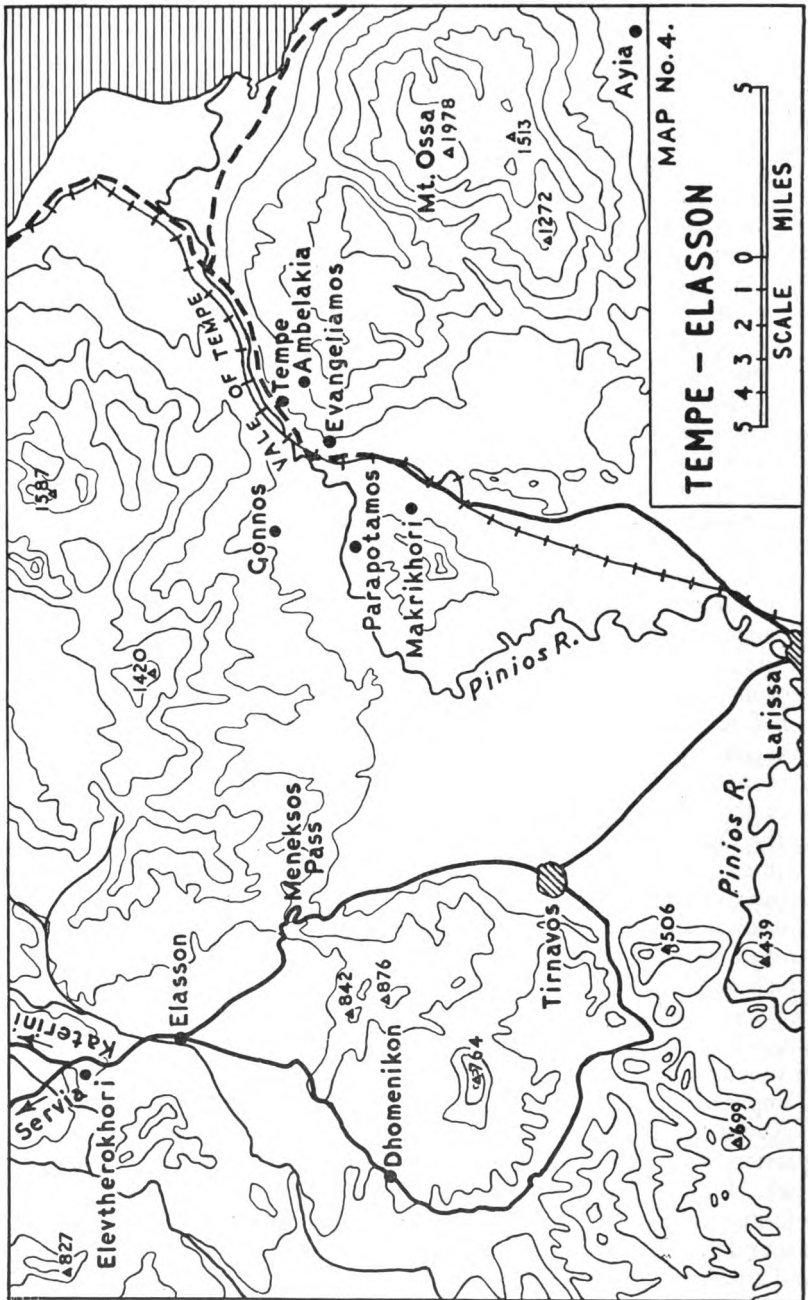 Katerini
Servia
827
1587
Elevtherokhori
1420
Elasson
VALE OF TEMPE
Gonnos
Tempe
Meneksos
Pass
Ambelakia
Evangeliamos
842
Parapotamos
876
Dhomenikon
Makrikhori
Mt. Ossa
1978
764
Pinios R.
1513
1272
Tirnavos
Ayia
506
MAP No.4.
TEMPE – ELASSON
699
Pinios R.
439
5 4 3 2 1 0 5
Larissa
SCALE MILES